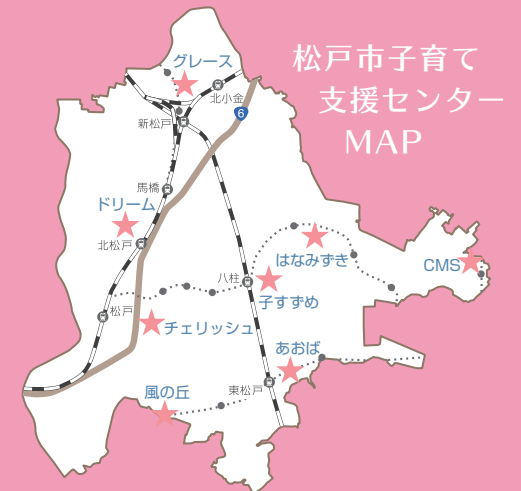 松戸市子育て
支援センター
MAP
グレース
北小金
6
新松戸
馬橋
ドリーム
北松戸
はなみずき
CMS
八柱
子すずめ
松戸
チェリッシュ
あおば
東松戸
風の丘